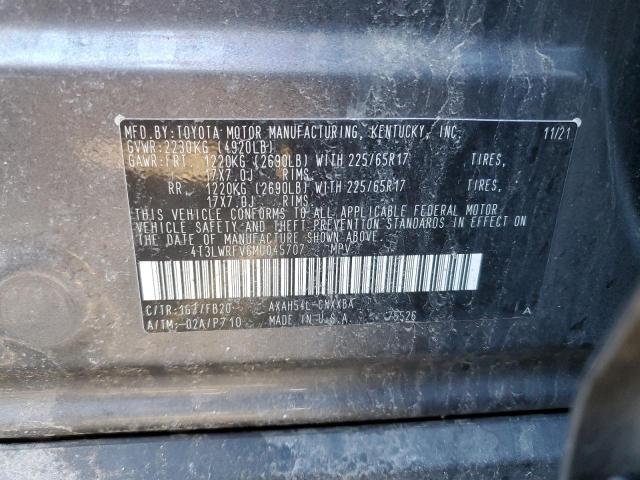 MFD.BY:TOYOTA MOTOR MANUFACTURING, KENTUCKY, INC. 11/21
GVWR:2230KG (4920LB)
GAWR:FRT. 1220KG (2690LB) WITH 225/65R17 TIRES,
17X7.0J RIMS.
RR. 1220KG (2690LB) WITH 225/65R17 TIRES,
17X7.0J RIMS.
THIS VEHICLE CONFORMS TO ALL APPLICABLE FEDERAL MOTOR
VEHICLE SAFETY AND THEFT PREVENTION STANDARDS IN EFFECT ON
THE DATE OF MANUFACTURE SHOWN ABOVE.
4T3LWRFV6MU045707 MPV
C/TR:1G3/FB20 AXAH54L-CNXXBA
A/TM:-02A/P710 MADE IN U.S.A. 75526 A